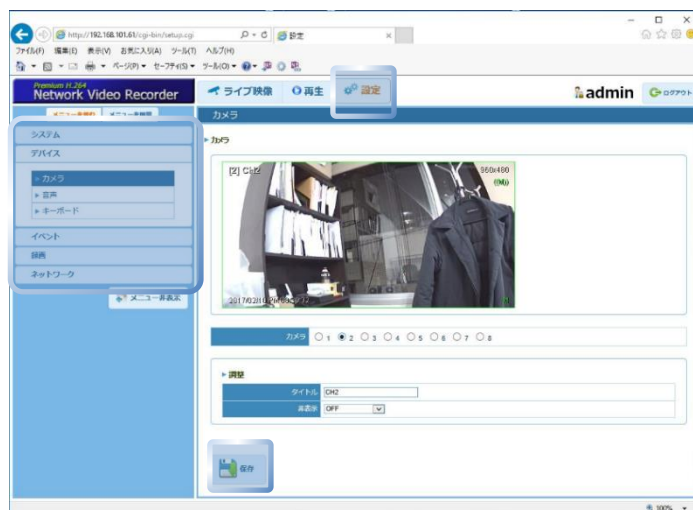 http://192.168.101.61/cgi-bin/setup.cgi
設定
ファイル(F) 編集(E) 表示(V) お気に入り(A) ツール(T) ヘルプ(H)
ページ(P) セーフティ(S) ツール(O)
Premium H.264
Network Video Recorder
ライブ映像 再生 設定
admin ログアウト
カメラ
システム
デバイス
カメラ
音声
キーボード
イベント
録画
ネットワーク
メニュー非表示
カメラ
[2] CH2
960x480
カメラ 1 2 3 4 5 6 7 8
調整
タイトル CH2
非表示 OFF
保存
100%